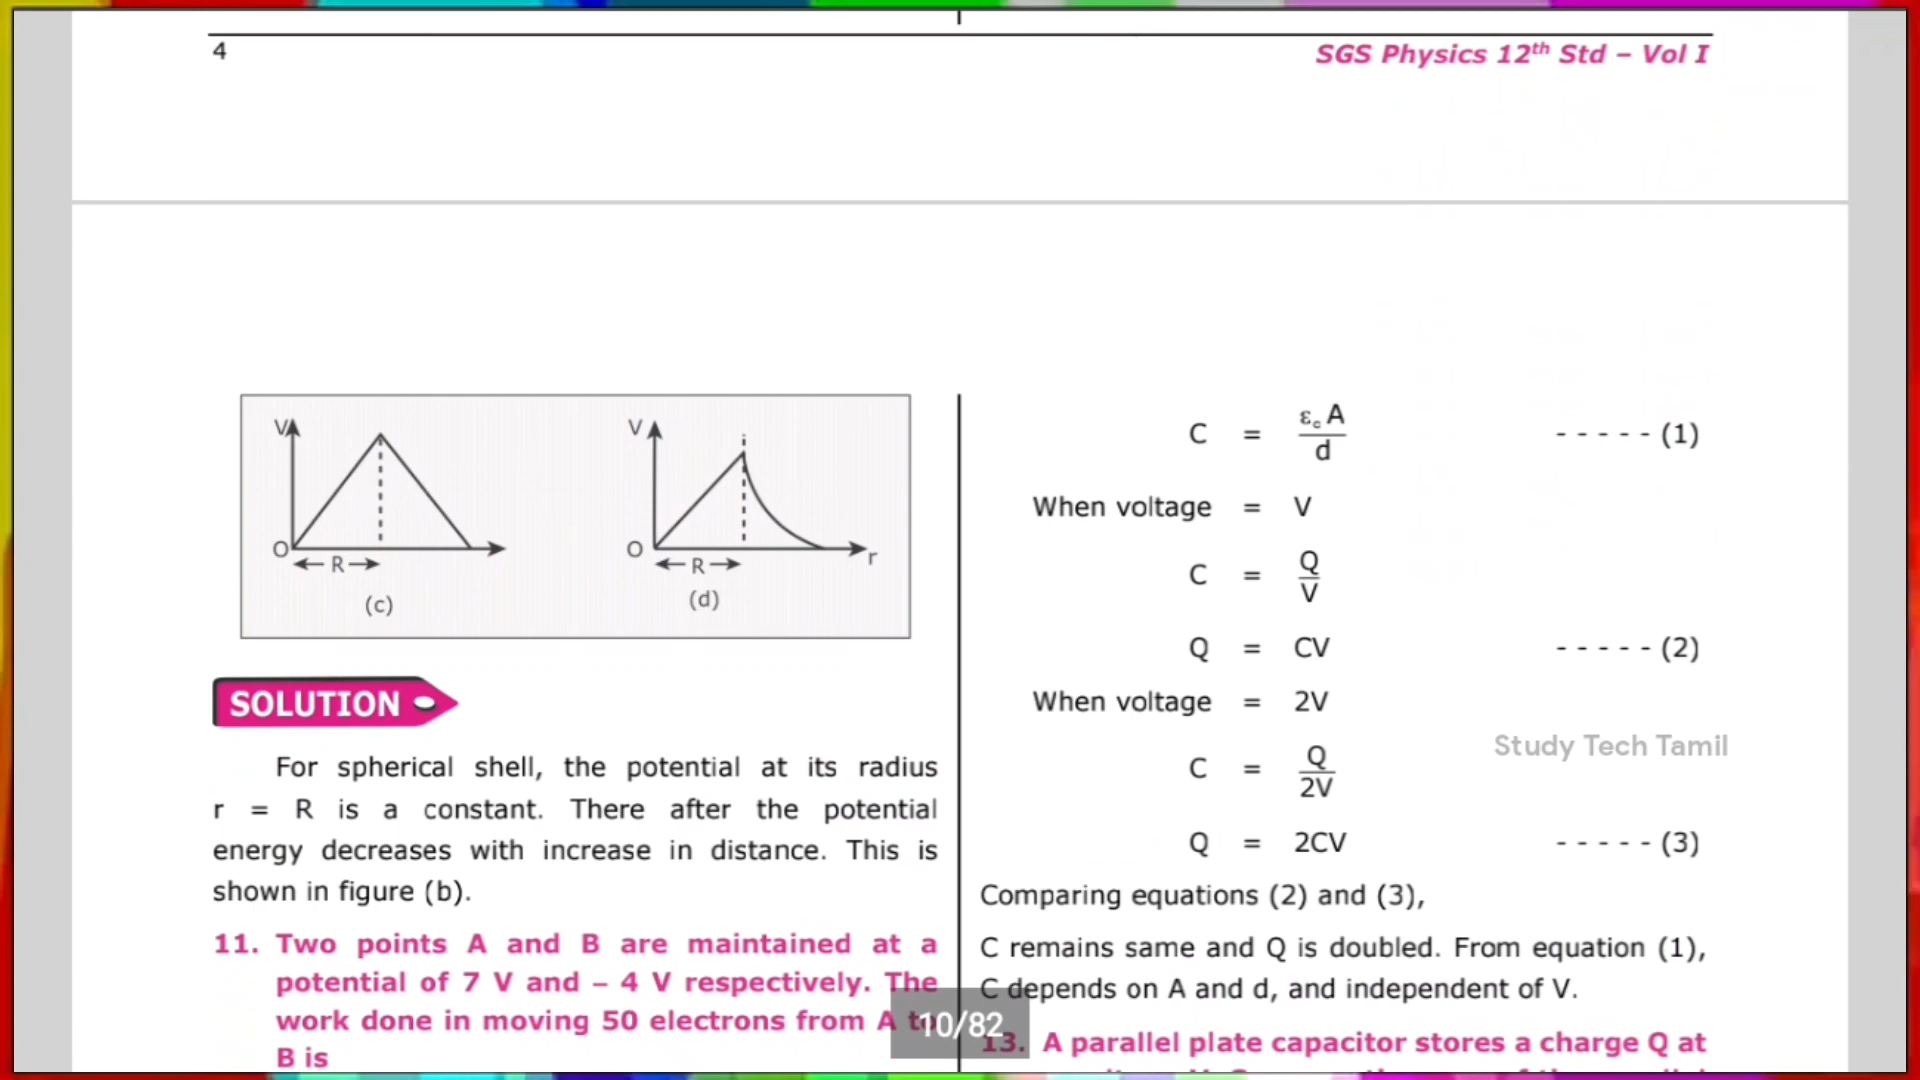 4
SGS Physics 12th Std – Vol I
V
O
R
(c)
V
O
R
r
(d)
SOLUTION
For spherical shell, the potential at its radius
r = R is a constant. There after the potential
energy decreases with increase in distance. This is
shown in figure (b).
11. Two points A and B are maintained at a
potential of 7 V and – 4 V respectively. The
work done in moving 50 electrons from A to
B is
C = ε꜀ A / d - - - - - (1)
When voltage = V
C = Q / V
Q = CV - - - - - (2)
When voltage = 2V
Study Tech Tamil
C = Q / 2V
Q = 2CV - - - - - (3)
Comparing equations (2) and (3),
C remains same and Q is doubled. From equation (1),
C depends on A and d, and independent of V.
10/82
13. A parallel plate capacitor stores a charge Q at